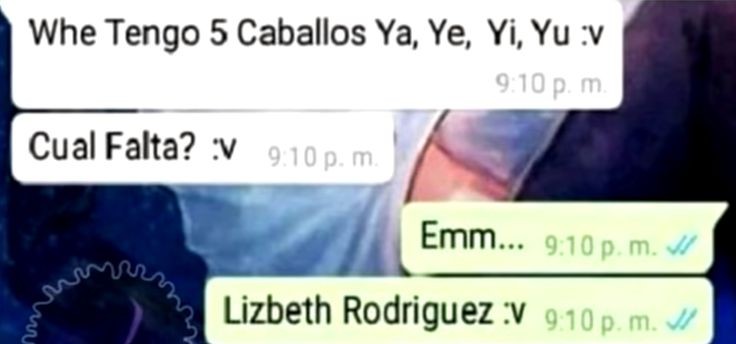 Whe Tengo 5 Caballos Ya, Ye, Yi, Yu :v
9:10 p. m.
Cual Falta? :v 9:10 p. m.
Emm... 9:10 p. m.
Lizbeth Rodriguez :v 9:10 p. m.